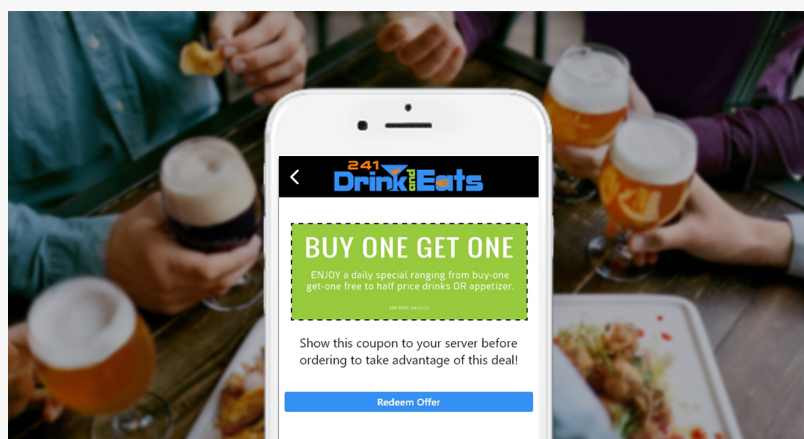 241
Drink and Eats
BUY ONE GET ONE
ENJOY a daily special ranging from buy-one
get-one free to half price drinks OR appetizer.
Show this coupon to your server before
ordering to take advantage of this deal!
Redeem Offer